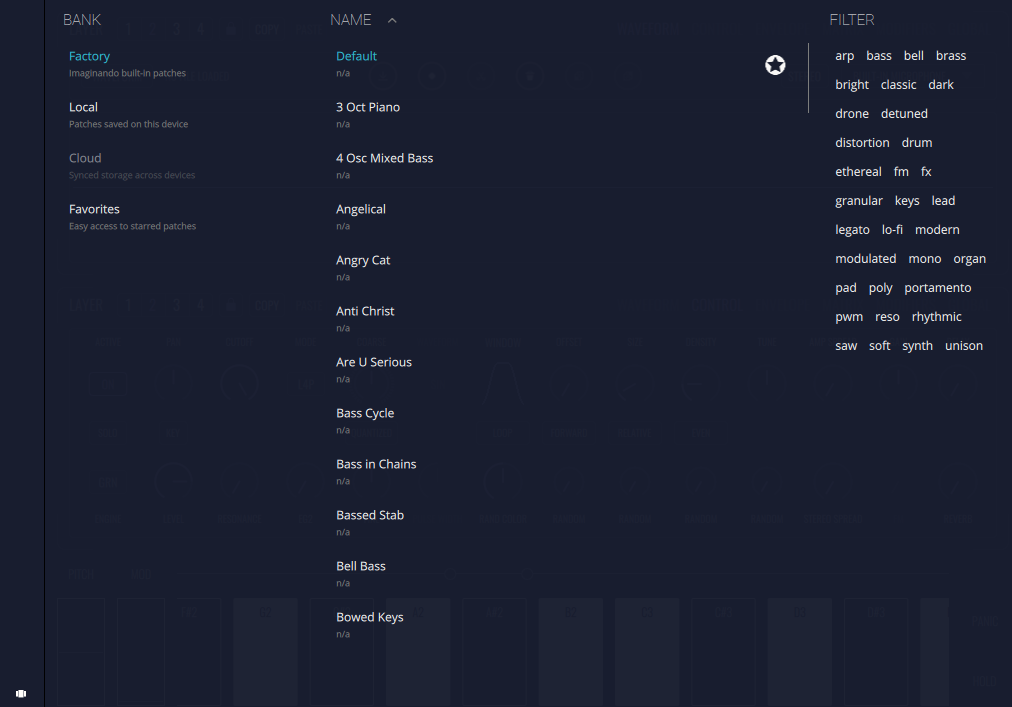 BANK
Factory
Imaginando built-in patches
Local
Patches saved on this device
Cloud
Synced storage across devices
Favorites
Easy access to starred patches
NAME
Default
n/a
3 Oct Piano
n/a
4 Osc Mixed Bass
n/a
Angelical
n/a
Angry Cat
n/a
Anti Christ
n/a
Are U Serious
n/a
Bass Cycle
n/a
Bass in Chains
n/a
Bassed Stab
n/a
Bell Bass
n/a
Bowed Keys
n/a
FILTER
arp bass bell brass
bright classic dark
drone detuned
distortion drum
ethereal fm fx
granular keys lead
legato lo-fi modern
modulated mono organ
pad poly portamento
pwm reso rhythmic
saw soft synth unison